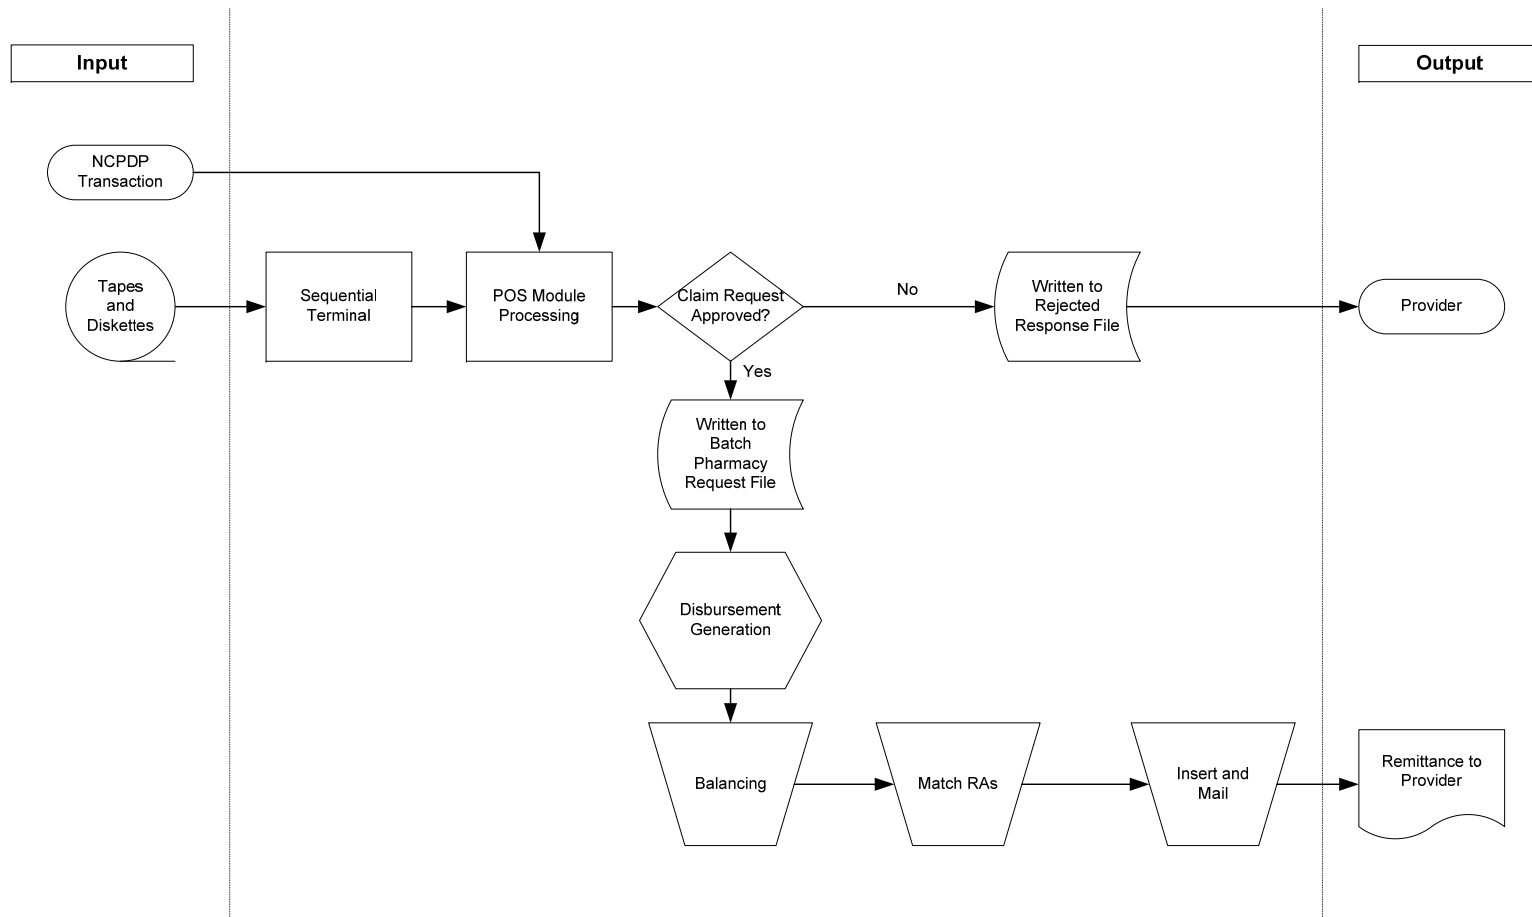 Input
Output
NCPDP
Transaction
Tapes
and
Diskettes
Sequential
Terminal
POS Module
Processing
Claim Request
Approved?
No
Written to
Rejected
Response File
Provider
Yes
Written to
Batch
Pharmacy
Request File
Disbursement
Generation
Balancing
Match RAs
Insert and
Mail
Remittance to
Provider